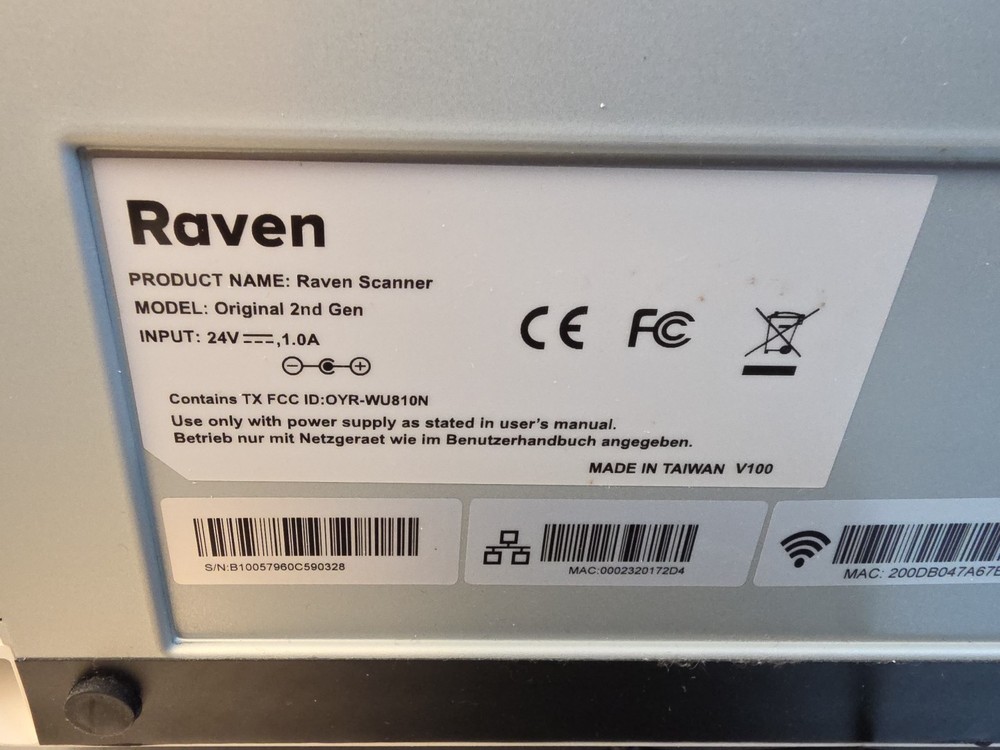 Raven
PRODUCT NAME: Raven Scanner
MODEL: Original 2nd Gen
INPUT: 24V⎓,1.0A
CE FC
Contains TX FCC ID:OYR-WU810N
Use only with power supply as stated in user's manual.
Betrieb nur mit Netzgeraet wie im Benutzerhandbuch angegeben.
MADE IN TAIWAN V100
S/N:B10057960C590328
MAC:0002320172D4
MAC: 200DB047A67E